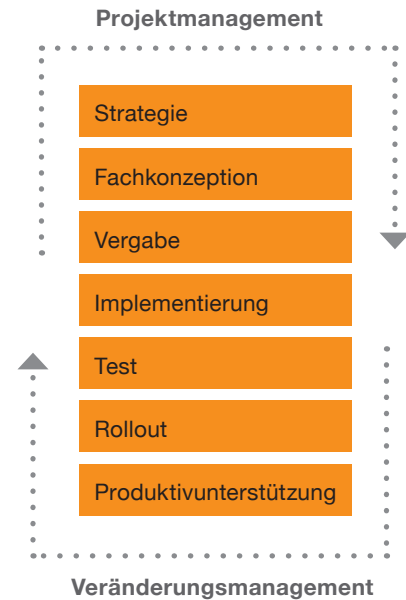 Projektmanagement
Strategie
Fachkonzeption
Vergabe
Implementierung
Test
Rollout
Produktivunterstützung
Veränderungsmanagement